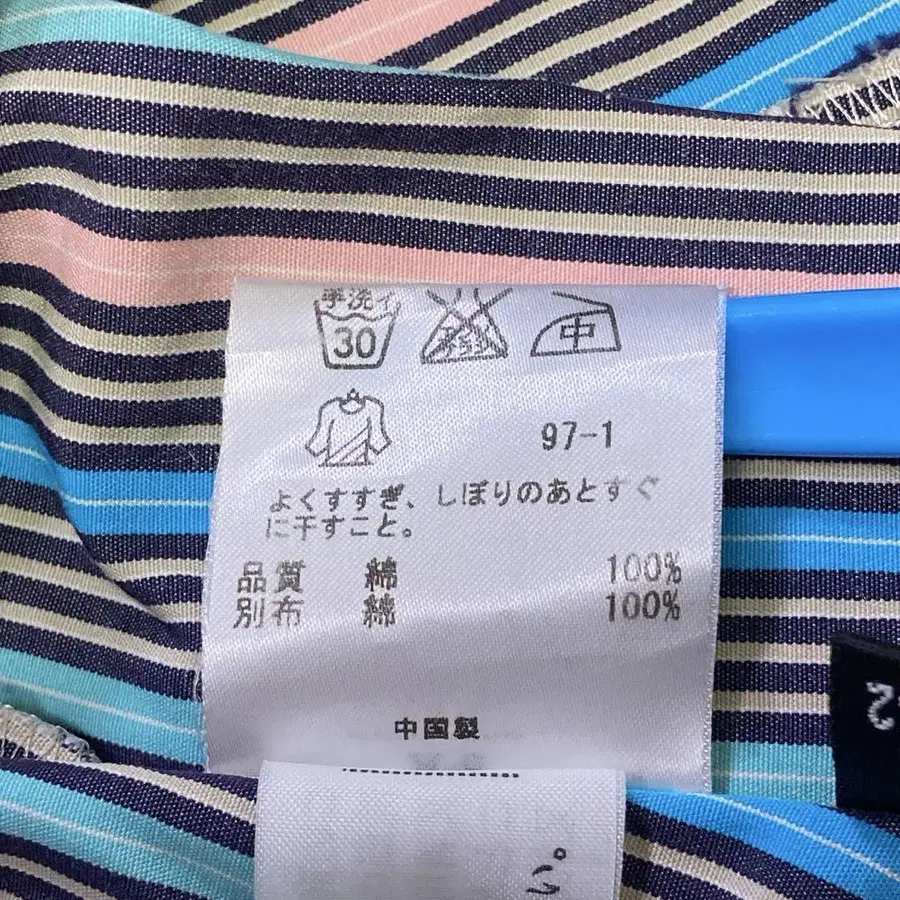 手洗イ
30
中
97-1
よくすすぎ、しぼりのあとすぐ
に干すこと。
品質 綿 100%
別布 綿 100%
中国製